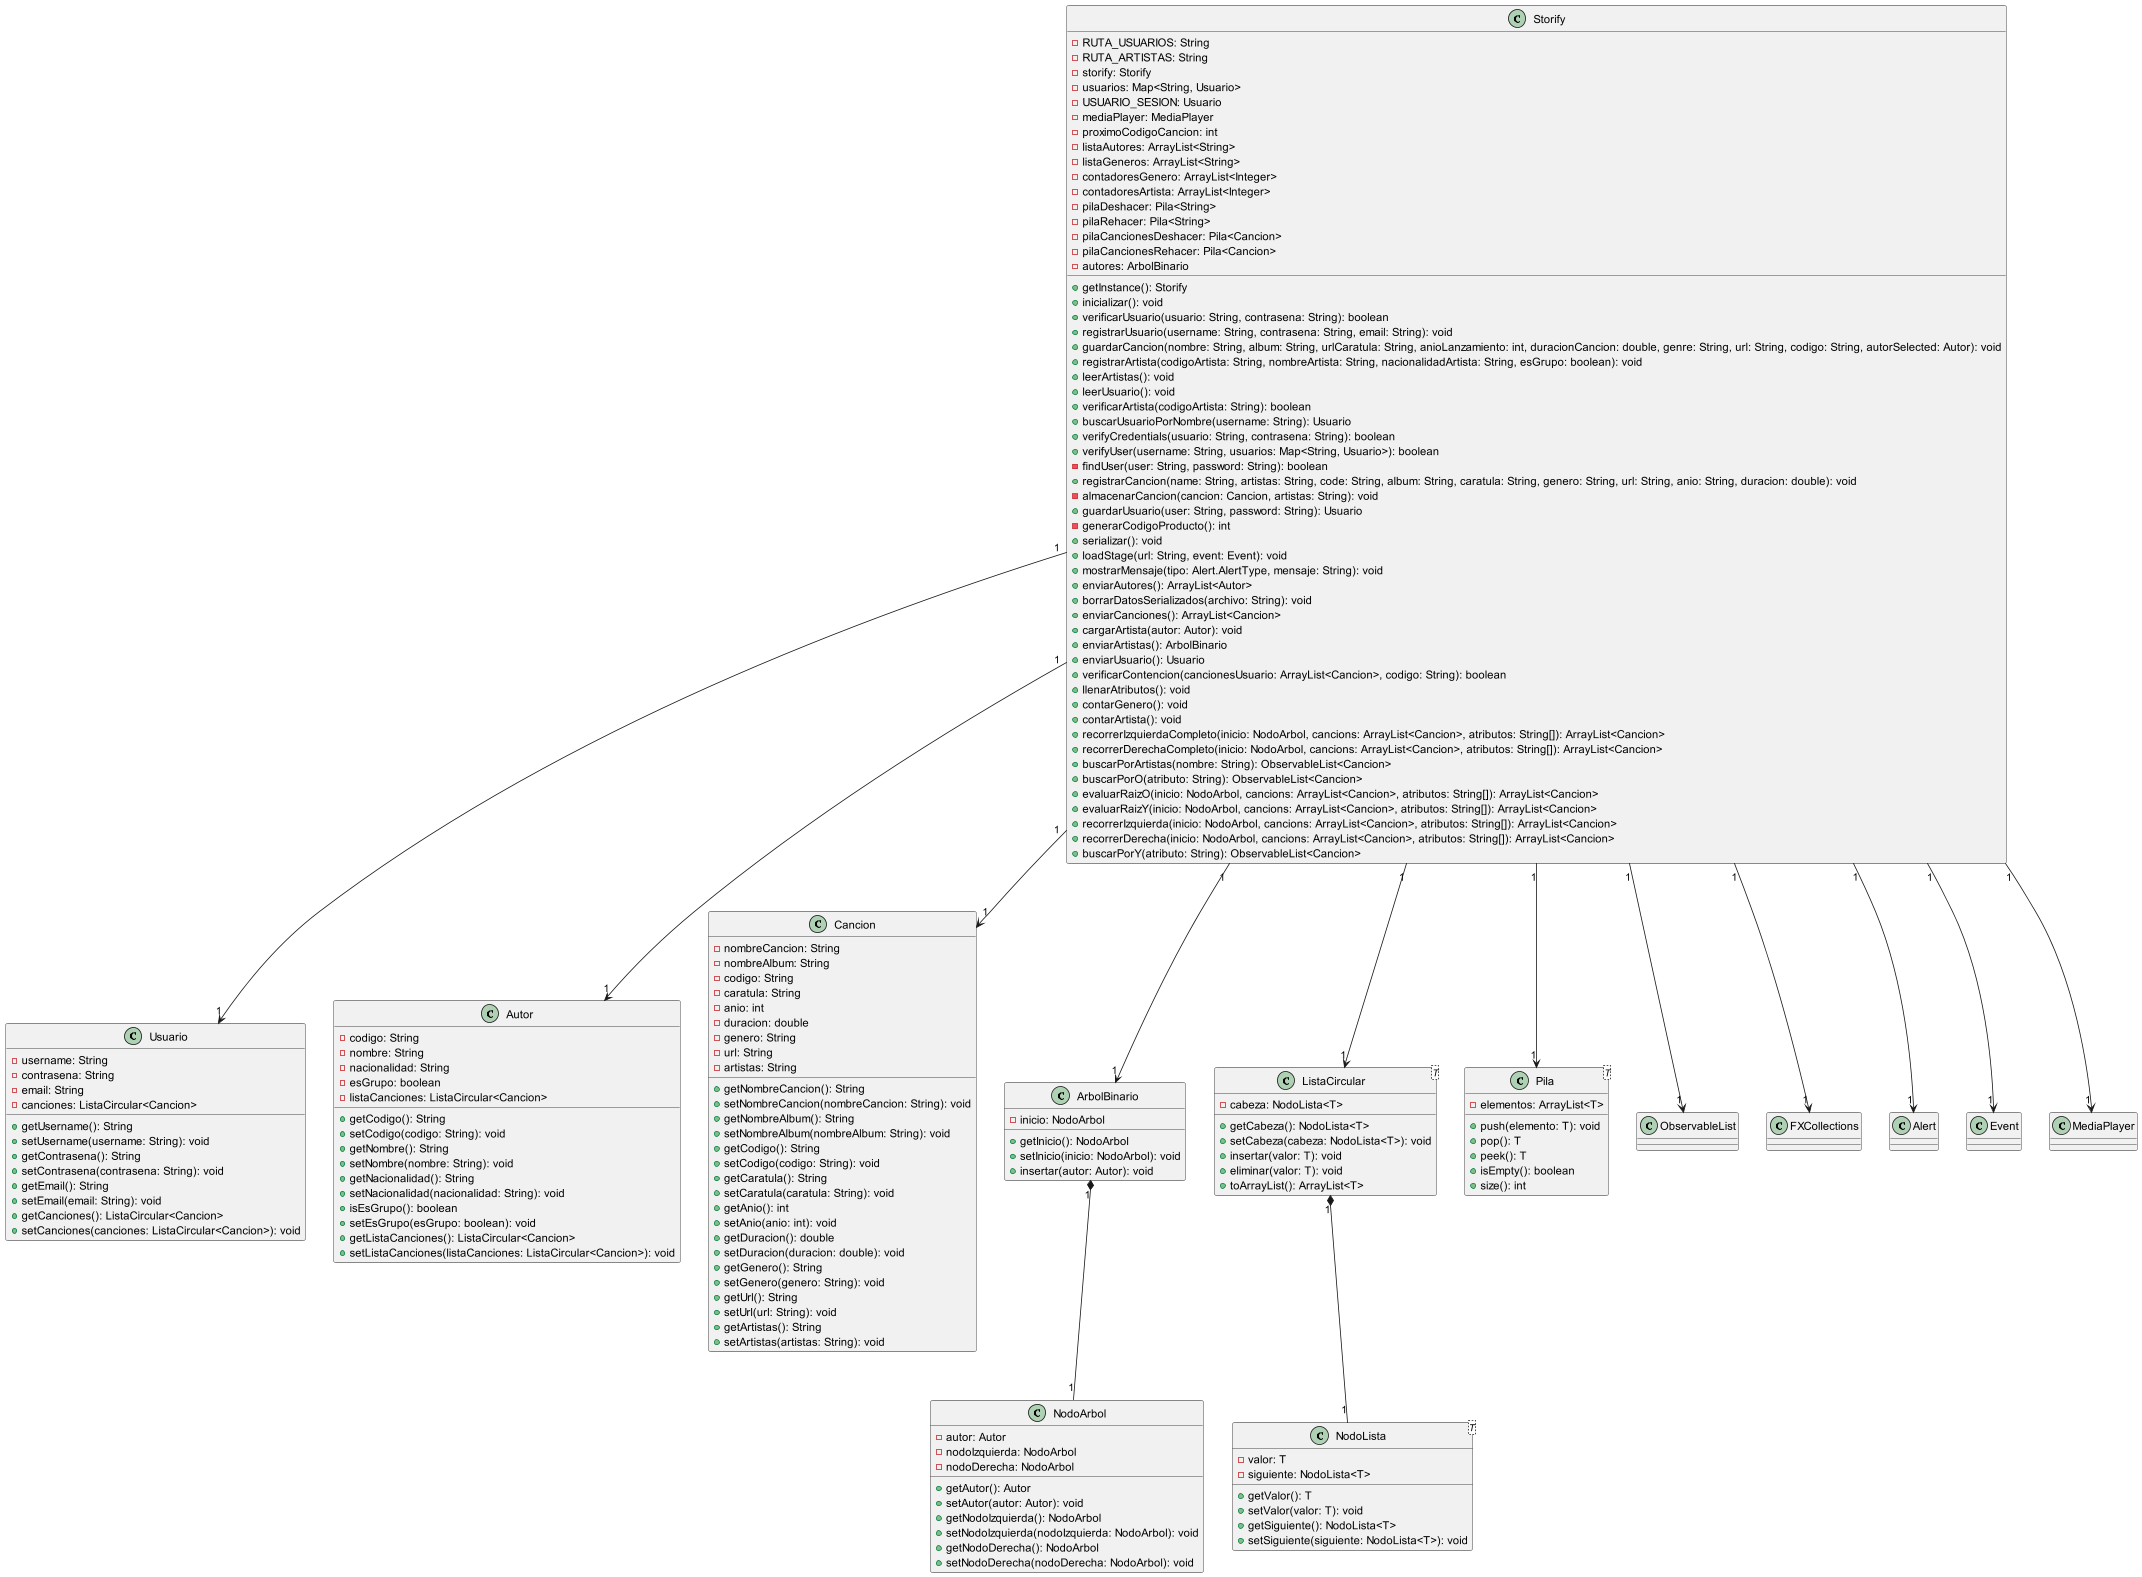 C Storify
RUTA_USUARIOS: String
RUTA_ARTISTAS: String
storify: Storify
usuarios: Map<String, Usuario>
USUARIO_SESION: Usuario
mediaPlayer: MediaPlayer
proximoCodigoCancion: int
listaAutores: ArrayList<String>
listaGeneros: ArrayList<String>
contadoresGenero: ArrayList<Integer>
contadoresArtista: ArrayList<Integer>
pilaDeshacer: Pila<String>
pilaRehacer: Pila<String>
pilaCancionesDeshacer: Pila<Cancion>
pilaCancionesRehacer: Pila<Cancion>
autores: ArbolBinario
getInstance(): Storify
inicializar(): void
verificarUsuario(usuario: String, contrasena: String): boolean
registrarUsuario(username: String, contrasena: String, email: String): void
guardarCancion(nombre: String, album: String, urlCaratula: String, anioLanzamiento: int, duracionCancion: double, genre: String, url: String, codigo: String, autorSelected: Autor): void
registrarArtista(codigoArtista: String, nombreArtista: String, nacionalidadArtista: String, esGrupo: boolean): void
leerArtistas(): void
leerUsuario(): void
verificarArtista(codigoArtista: String): boolean
buscarUsuarioPorNombre(username: String): Usuario
verifyCredentials(usuario: String, contrasena: String): boolean
verifyUser(username: String, usuarios: Map<String, Usuario>): boolean
findUser(user: String, password: String): boolean
registrarCancion(name: String, artistas: String, code: String, album: String, caratula: String, genero: String, url: String, anio: String, duracion: double): void
almacenarCancion(cancion: Cancion, artistas: String): void
guardarUsuario(user: String, password: String): Usuario
generarCodigoProducto(): int
serializar(): void
loadStage(url: String, event: Event): void
mostrarMensaje(tipo: Alert.AlertType, mensaje: String): void
enviarAutores(): ArrayList<Autor>
borrarDatosSerializados(archivo: String): void
enviarCanciones(): ArrayList<Cancion>
cargarArtista(autor: Autor): void
enviarArtistas(): ArbolBinario
enviarUsuario(): Usuario
verificarContencion(cancionesUsuario: ArrayList<Cancion>, codigo: String): boolean
llenarAtributos(): void
contarGenero(): void
contarArtista(): void
recorrerIzquierdaCompleto(inicio: NodoArbol, cancions: ArrayList<Cancion>, atributos: String[]): ArrayList<Cancion>
recorrerDerechaCompleto(inicio: NodoArbol, cancions: ArrayList<Cancion>, atributos: String[]): ArrayList<Cancion>
buscarPorArtistas(nombre: String): ObservableList<Cancion>
buscarPorO(atributo: String): ObservableList<Cancion>
evaluarRaizO(inicio: NodoArbol, cancions: ArrayList<Cancion>, atributos: String[]): ArrayList<Cancion>
evaluarRaizY(inicio: NodoArbol, cancions: ArrayList<Cancion>, atributos: String[]): ArrayList<Cancion>
recorrerIzquierda(inicio: NodoArbol, cancions: ArrayList<Cancion>, atributos: String[]): ArrayList<Cancion>
recorrerDerecha(inicio: NodoArbol, cancions: ArrayList<Cancion>, atributos: String[]): ArrayList<Cancion>
buscarPorY(atributo: String): ObservableList<Cancion>
1
1
1
1 1 1 1 1 1 1 1
C Usuario
username: String
contrasena: String
email: String
canciones: ListaCircular<Cancion>
getUsername(): String
setUsername(username: String): void
getContrasena(): String
setContrasena(contrasena: String): void
getEmail(): String
setEmail(email: String): void
getCanciones(): ListaCircular<Cancion>
setCanciones(canciones: ListaCircular<Cancion>): void
1
C Autor
codigo: String
nombre: String
nacionalidad: String
esGrupo: boolean
listaCanciones: ListaCircular<Cancion>
getCodigo(): String
setCodigo(codigo: String): void
getNombre(): String
setNombre(nombre: String): void
getNacionalidad(): String
setNacionalidad(nacionalidad: String): void
isEsGrupo(): boolean
setEsGrupo(esGrupo: boolean): void
getListaCanciones(): ListaCircular<Cancion>
setListaCanciones(listaCanciones: ListaCircular<Cancion>): void
1
C Cancion
nombreCancion: String
nombreAlbum: String
codigo: String
caratula: String
anio: int
duracion: double
genero: String
url: String
artistas: String
getNombreCancion(): String
setNombreCancion(nombreCancion: String): void
getNombreAlbum(): String
setNombreAlbum(nombreAlbum: String): void
getCodigo(): String
setCodigo(codigo: String): void
getCaratula(): String
setCaratula(caratula: String): void
getAnio(): int
setAnio(anio: int): void
getDuracion(): double
setDuracion(duracion: double): void
getGenero(): String
setGenero(genero: String): void
getUrl(): String
setUrl(url: String): void
getArtistas(): String
setArtistas(artistas: String): void
1
1
C ArbolBinario
inicio: NodoArbol
getInicio(): NodoArbol
setInicio(inicio: NodoArbol): void
insertar(autor: Autor): void
1
1
C ListaCircular T
cabeza: NodoLista<T>
getCabeza(): NodoLista<T>
setCabeza(cabeza: NodoLista<T>): void
insertar(valor: T): void
eliminar(valor: T): void
toArrayList(): ArrayList<T>
1
1
C Pila T
elementos: ArrayList<T>
push(elemento: T): void
pop(): T
peek(): T
isEmpty(): boolean
size(): int
1
C ObservableList
1
C FXCollections
1
C Alert
1
C Event
1
C MediaPlayer
1
C NodoArbol
autor: Autor
nodoIzquierda: NodoArbol
nodoDerecha: NodoArbol
getAutor(): Autor
setAutor(autor: Autor): void
getNodoIzquierda(): NodoArbol
setNodoIzquierda(nodoIzquierda: NodoArbol): void
getNodoDerecha(): NodoArbol
setNodoDerecha(nodoDerecha: NodoArbol): void
1
C NodoLista T
valor: T
siguiente: NodoLista<T>
getValor(): T
setValor(valor: T): void
getSiguiente(): NodoLista<T>
setSiguiente(siguiente: NodoLista<T>): void